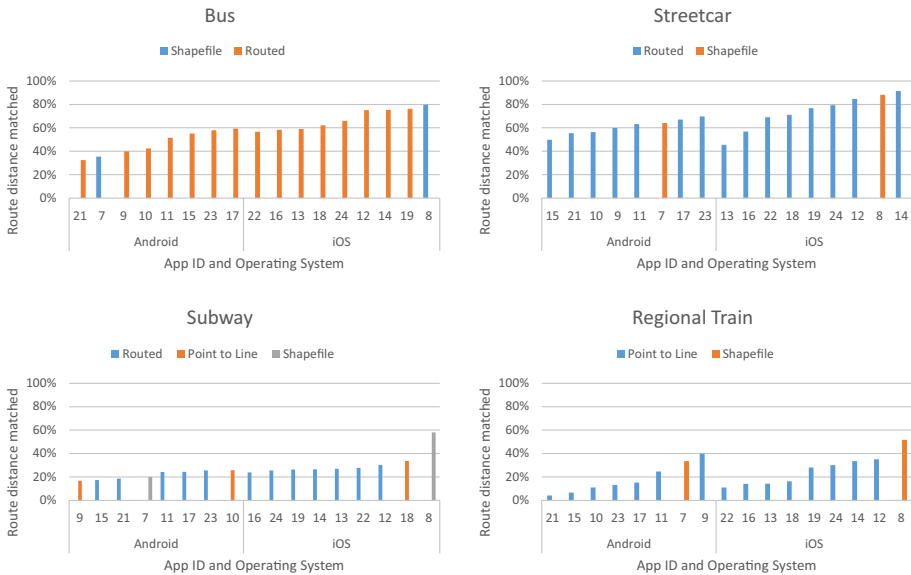 Bus
Shapefile Routed
Route distance matched
100%
80%
60%
40%
20%
0%
21 7 9 10 11 15 23 17 22 16 13 18 24 12 14 19 8
Android iOS
App ID and Operating System
Streetcar
Routed Shapefile
Route distance matched
100%
80%
60%
40%
20%
0%
15 21 10 9 11 7 17 23 13 16 22 18 19 24 12 8 14
Android iOS
App ID and Operating System
Subway
Routed Point to Line Shapefile
Route distance matched
100%
80%
60%
40%
20%
0%
9 15 21 7 11 17 23 10 16 24 19 14 13 22 12 18 8
Android iOS
App ID and Operating System
Regional Train
Point to Line Shapefile
Route distance matched
100%
80%
60%
40%
20%
0%
21 15 10 23 17 11 7 9 22 16 13 18 19 24 14 12 8
Android iOS
App ID and Operating System